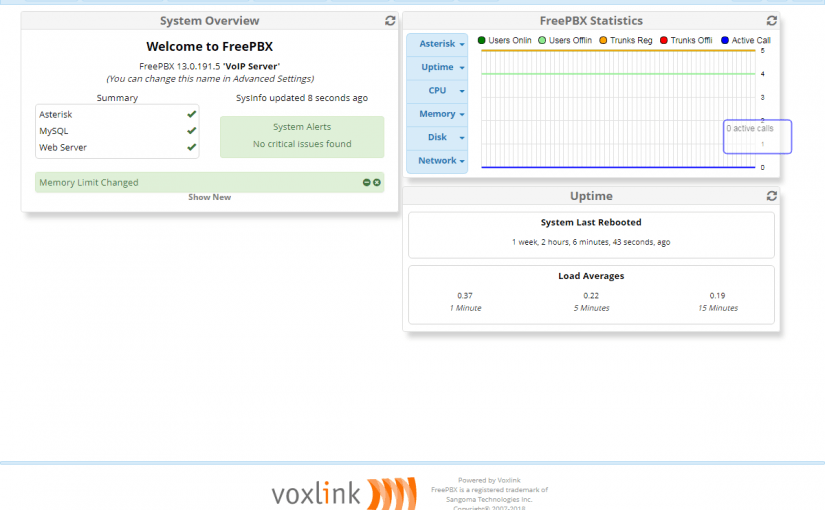 System Overview
Welcome to FreePBX
FreePBX 13.0.191.5 'VoIP Server'
(You can change this name in Advanced Settings)
Summary
Asterisk
MySQL
Web Server
SysInfo updated 8 seconds ago
System Alerts
No critical issues found
Memory Limit Changed
Show New
FreePBX Statistics
Asterisk
Uptime
CPU
Memory
Disk
Network
Users Onlin Users Offlin Trunks Reg Trunks Offli Active Call
5
4
3
2
0 active calls
1
0
Uptime
System Last Rebooted
1 week, 2 hours, 6 minutes, 43 seconds, ago
Load Averages
0.37 0.22 0.19
1 Minute 5 Minutes 15 Minutes
voxlink
Powered by Voxlink
FreePBX is a registered trademark of
Sangoma Technologies Inc.
Copyright© 2007-2018